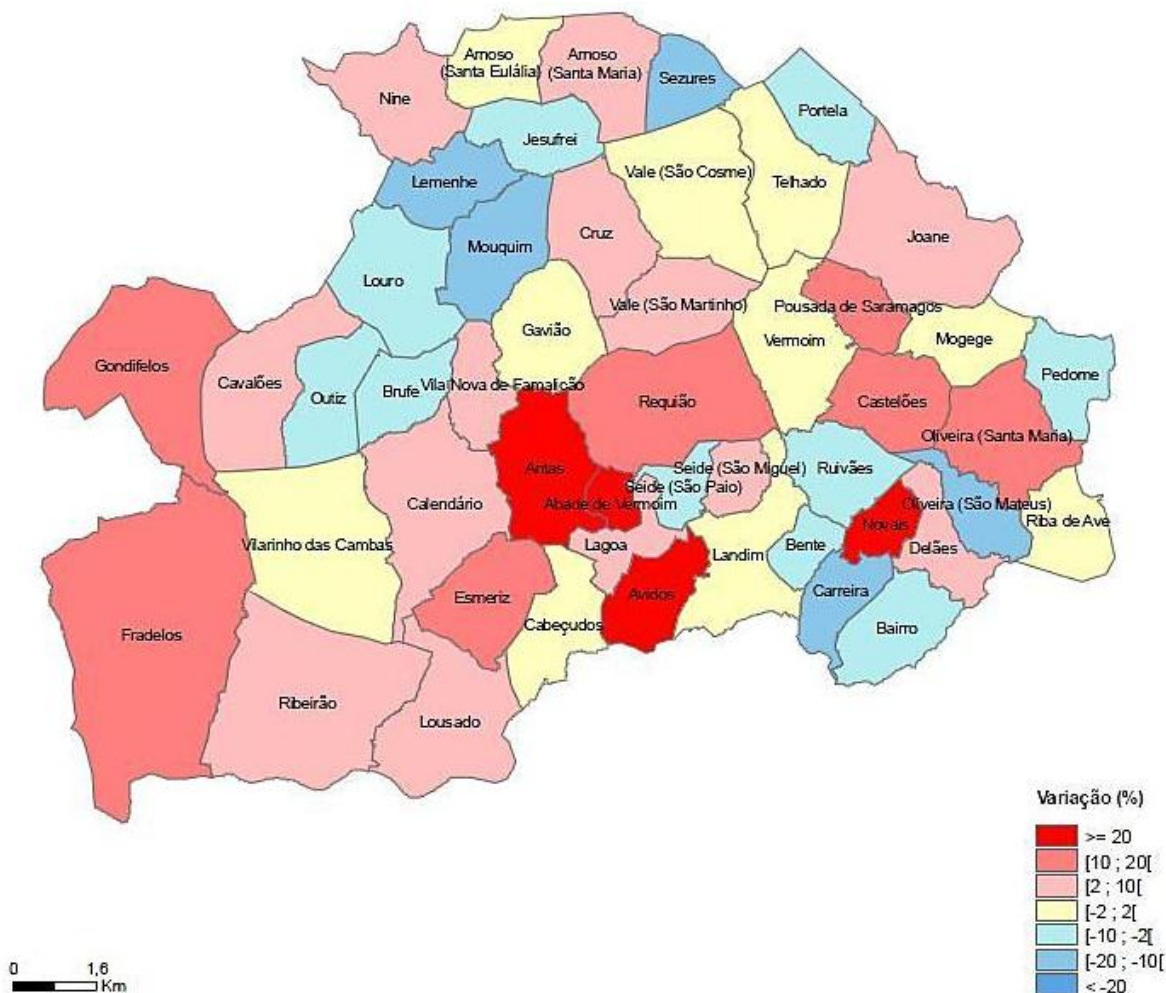 Arnoso
(Santa Eulália)
Arnoso
(Santa Maria)
Sezures
Nine
Portela
Jesufrei
Vale (São Cosme)
Telhado
Lemenhe
Cruz
Joane
Mouquim
Louro
Vale (São Martinho)
Pousada de Saramagos
Gavião
Vermoim
Mogege
Gondifelos
Cavalões
Outiz
Brufe
Vila Nova de Famalicão
Requião
Castelões
Pedome
Oliveira (Santa Maria)
Antas
Seide (São Miguel)
Ruivães
Seide (São Paio)
Calendário
Abade de Vermoim
Oliveira (São Mateus)
Riba de Ave
Novais
Vilarinho das Cambas
Lagoa
Landim
Bente
Delães
Esmeriz
Avidos
Carreira
Fradelos
Cabeçudos
Bairro
Ribeirão
Lousado
Variação (%)
>= 20
[10 ; 20[
[2 ; 10[
[-2 ; 2[
[-10 ; -2[
[-20 ; -10[
< -20
0 1,6
Km